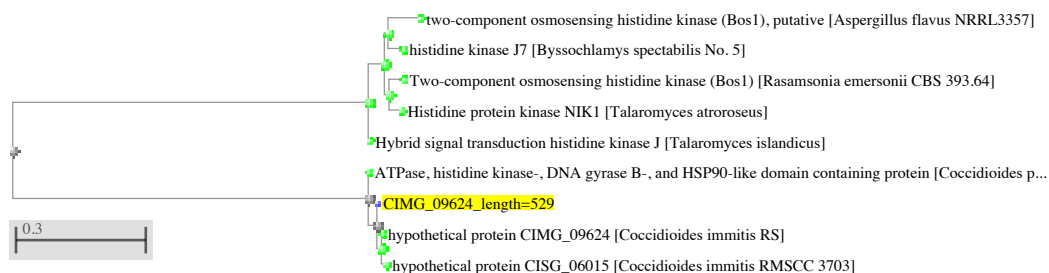 two-component osmosensing histidine kinase (Bos1), putative [Aspergillus flavus NRRL3357]
histidine kinase J7 [Byssochlamys spectabilis No. 5]
Two-component osmosensing histidine kinase (Bos1) [Rasamsonia emersonii CBS 393.64]
Histidine protein kinase NIK1 [Talaromyces atroroseus]
Hybrid signal transduction histidine kinase J [Talaromyces islandicus]
ATPase, histidine kinase-, DNA gyrase B-, and HSP90-like domain containing protein [Coccidioides p...
CIMG_09624_length=529
hypothetical protein CIMG_09624 [Coccidioides immitis RS]
hypothetical protein CISG_06015 [Coccidioides immitis RMSCC 3703]
0.3